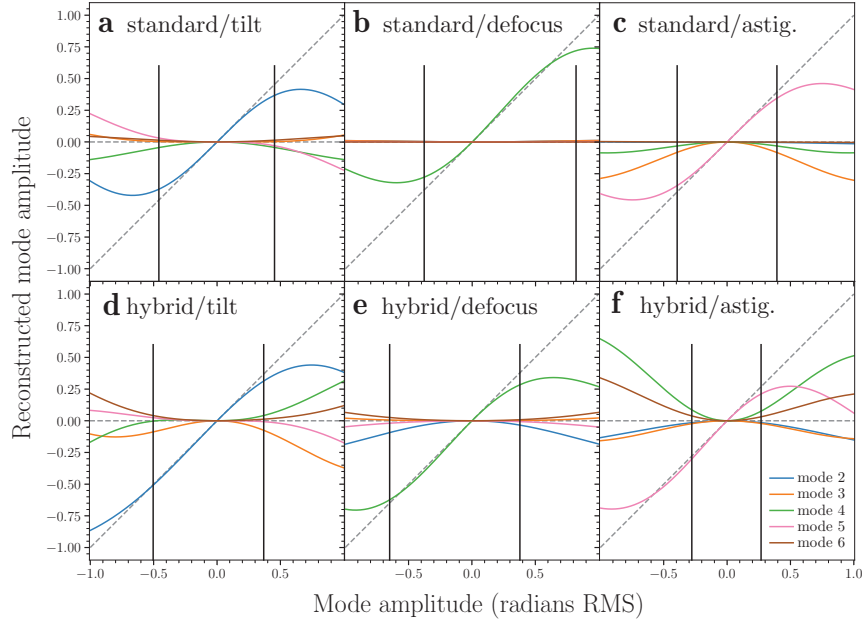 a standard/tilt
b standard/defocus
c standard/astig.
1.00
0.75
0.50
0.25
0.00
−0.25
−0.50
−0.75
−1.00
d hybrid/tilt
e hybrid/defocus
f hybrid/astig.
1.00
0.75
0.50
0.25
0.00
−0.25
−0.50
−0.75
−1.00
mode 2
mode 3
mode 4
mode 5
mode 6
−1.0 −0.5 0.0 0.5 −0.5 0.0 0.5 −0.5 0.0 0.5 1.0
Reconstructed mode amplitude
Mode amplitude (radians RMS)